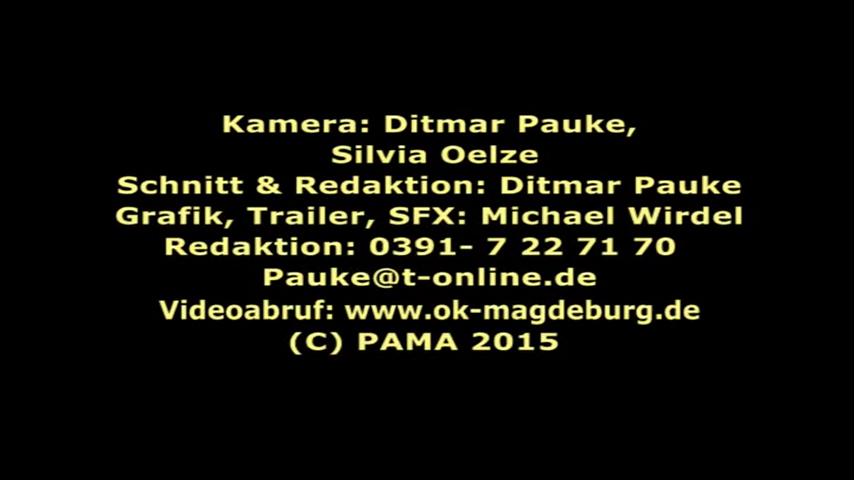 Kamera: Ditmar Pauke,
Silvia Oelze
Schnitt & Redaktion: Ditmar Pauke
Grafik, Trailer, SFX: Michael Wirdel
Redaktion: 0391- 7 22 71 70
Pauke@t-online.de
Videoabruf: www.ok-magdeburg.de
(C) PAMA 2015